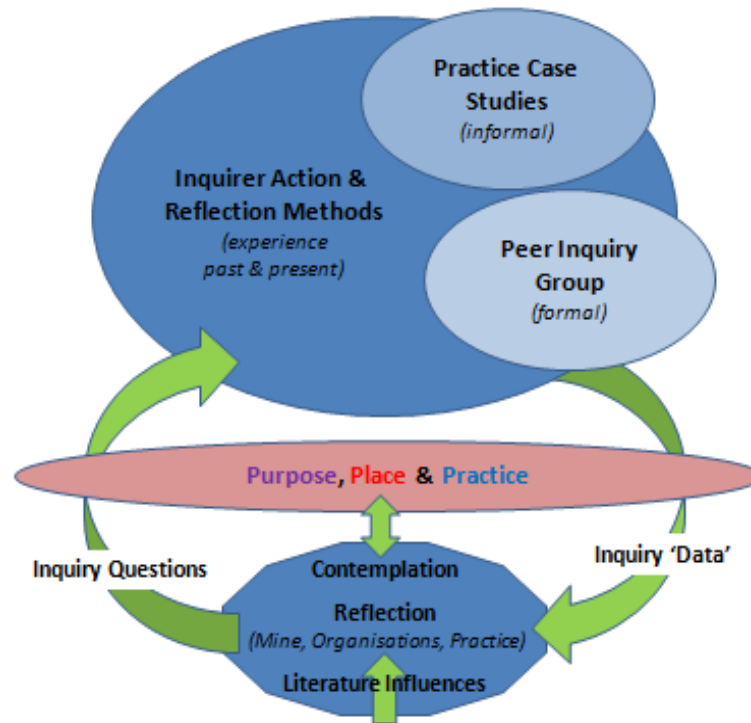 Practice Case
Studies
(informal)
Inquirer Action &
Reflection Methods
(experience
past & present)
Peer Inquiry
Group
(formal)
Purpose, Place & Practice
Inquiry Questions
Inquiry ‘Data’
Contemplation
Reflection
(Mine, Organisations, Practice)
Literature Influences